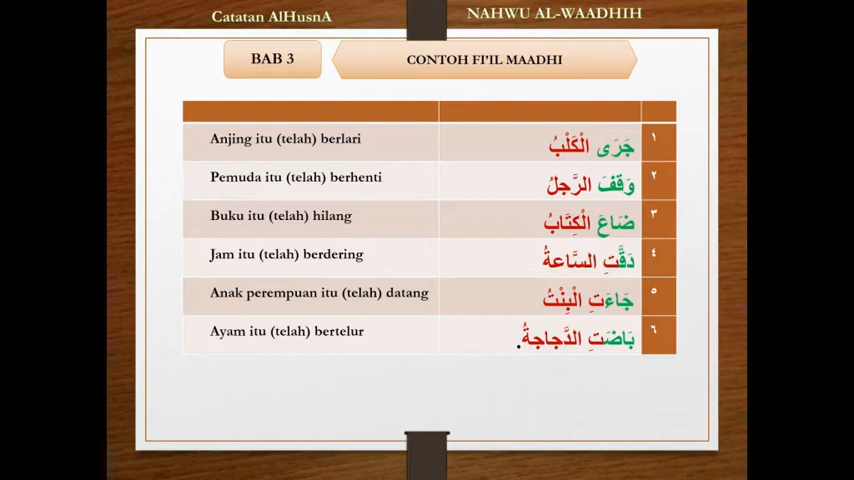 Catatan AlHusnA
NAHWU AL-WAADHIH
BAB 3
CONTOH FI'IL MAADHI
Anjing itu (telah) berlari جَرَى الْكَلْبُ ١
Pemuda itu (telah) berhenti وَقَفَ الرَّجلُ ٢
Buku itu (telah) hilang ضَاعَ الْكِتَابُ ٣
Jam itu (telah) berdering دَقَّتِ السَّاعةُ ٤
Anak perempuan itu (telah) datang جَاءَتِ الْبِنْتُ ٥
Ayam itu (telah) bertelur بَاضَتِ الدَّجاجةُ. ٦